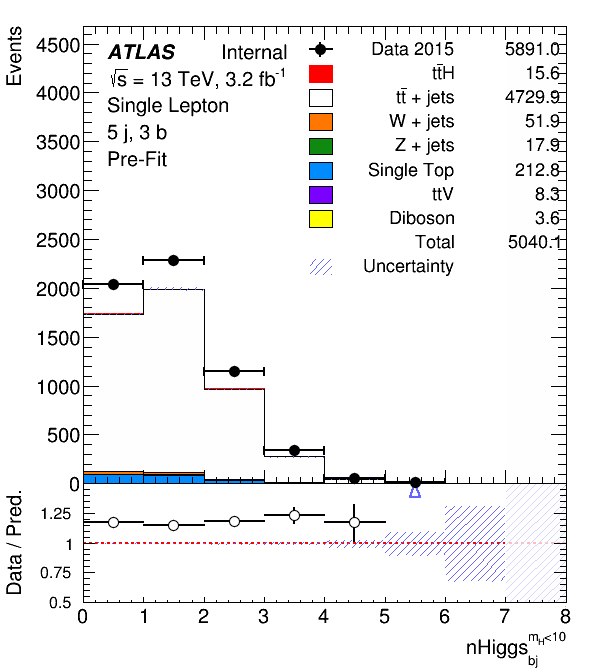 Events
4500
4000
3500
3000
2500
2000
1500
1000
500
0
ATLAS Internal
√s = 13 TeV, 3.2 fb⁻¹
Single Lepton
5 j, 3 b
Pre-Fit
Data 2015 5891.0
tt̄H 15.6
tt̄ + jets 4729.9
W + jets 51.9
Z + jets 17.9
Single Top 212.8
ttV 8.3
Diboson 3.6
Total 5040.1
Uncertainty
Data / Pred.
1.25
1
0.75
0.5
0 1 2 3 4 5 6 7 8
nHiggs_bj^m_H<10